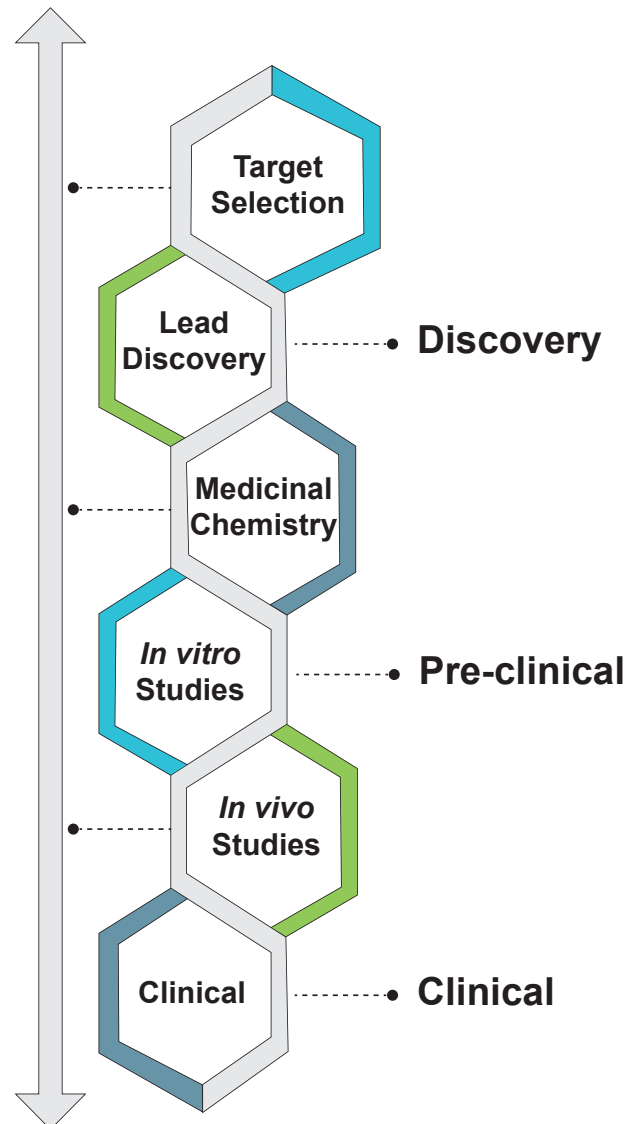 Target
Selection
Lead
Discovery
Discovery
Medicinal
Chemistry
In vitro
Studies
Pre-clinical
In vivo
Studies
Clinical
Clinical